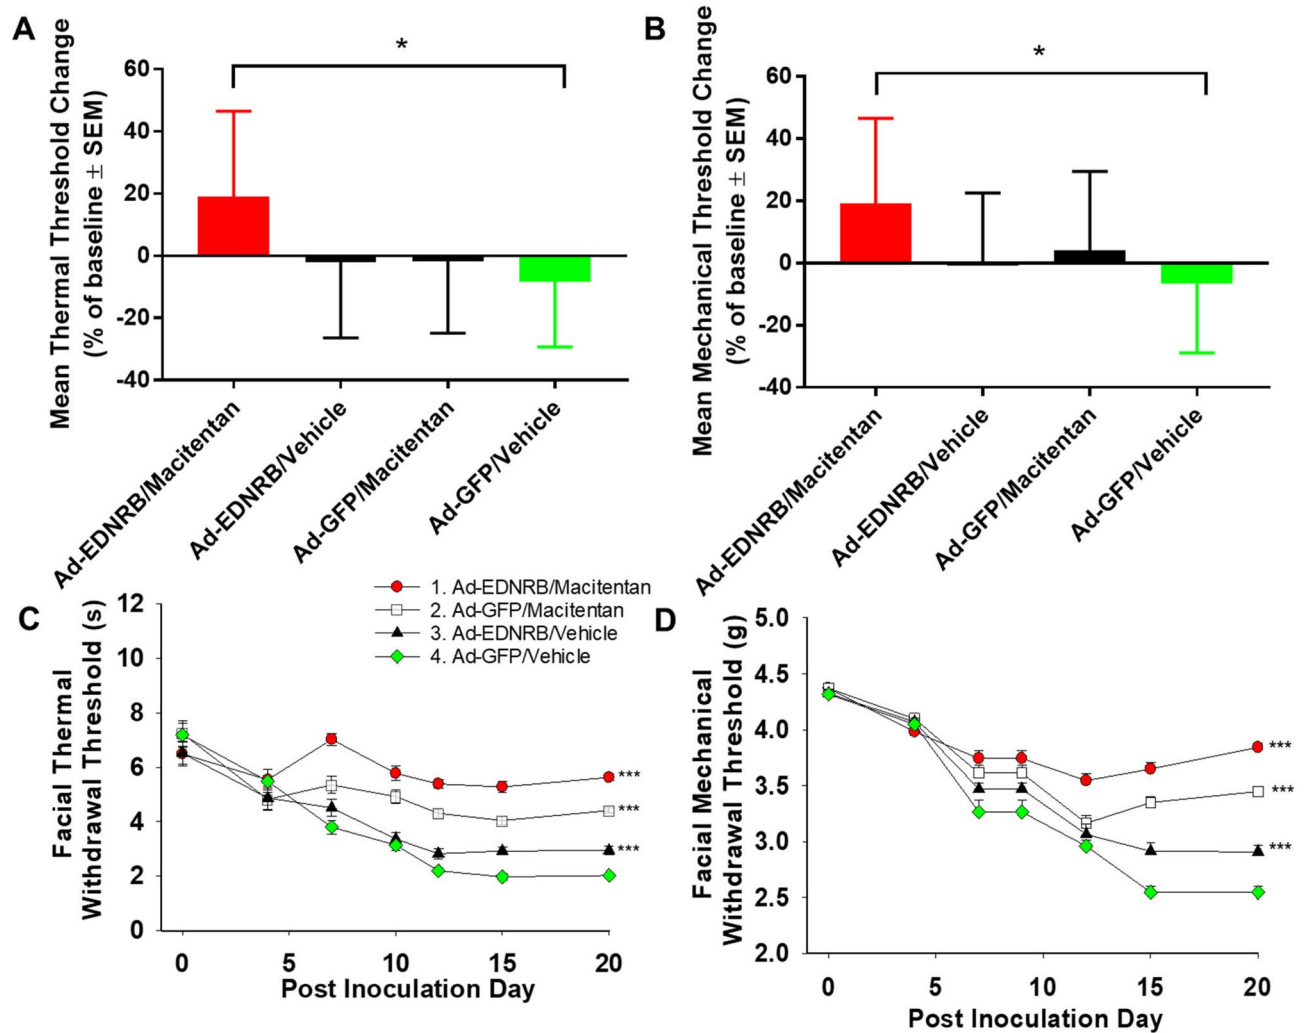 A
Mean Thermal Threshold Change
(% of baseline ± SEM)
60
40
20
0
-20
-40
*
Ad-EDNRB/Macitentan
Ad-EDNRB/Vehicle
Ad-GFP/Macitentan
Ad-GFP/Vehicle
B
Mean Mechanical Threshold Change
(% of baseline ± SEM)
60
40
20
0
-20
-40
*
Ad-EDNRB/Macitentan
Ad-EDNRB/Vehicle
Ad-GFP/Macitentan
Ad-GFP/Vehicle
C
Facial Thermal
Withdrawal Threshold (s)
12
10
8
6
4
2
0
1. Ad-EDNRB/Macitentan
2. Ad-GFP/Macitentan
3. Ad-EDNRB/Vehicle
4. Ad-GFP/Vehicle
***
***
***
0 5 10 15 20
Post Inoculation Day
D
Facial Mechanical
Withdrawal Threshold (g)
5.0
4.5
4.0
3.5
3.0
2.5
2.0
***
***
***
0 5 10 15 20
Post Inoculation Day